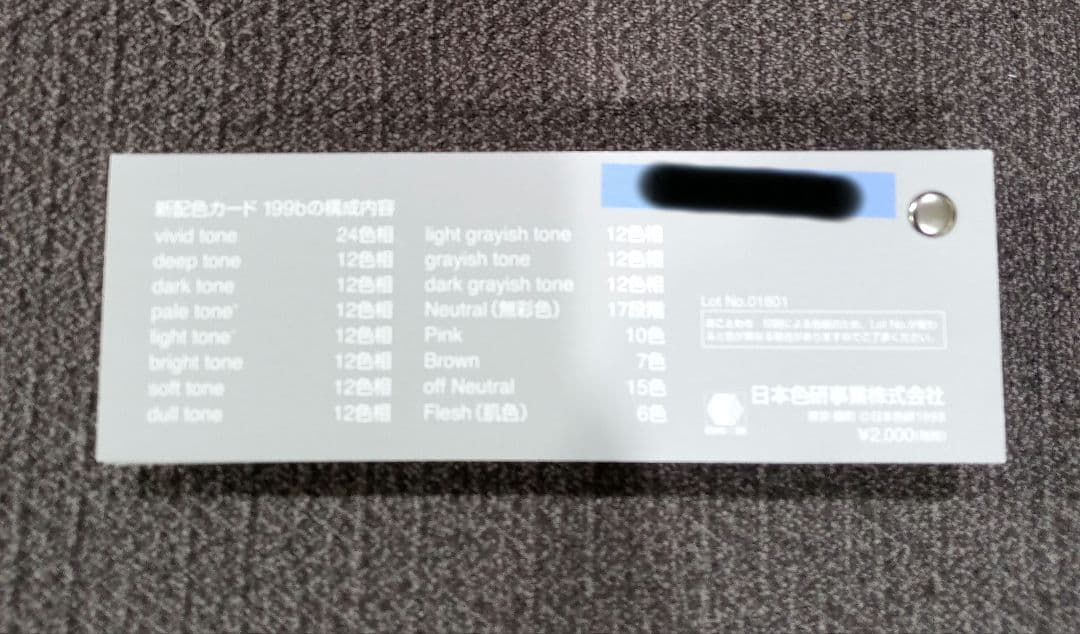 新配色カード 199bの構成内容
vivid tone 24色相
deep tone 12色相
dark tone 12色相
pale tone⁺ 12色相
light tone⁺ 12色相
bright tone 12色相
soft tone 12色相
dull tone 12色相
light grayish tone 12色相
grayish tone 12色相
dark grayish tone 12色相
Neutral(無彩色) 17段階
Pink 10色
Brown 7色
off Neutral 15色
Flesh(肌色) 6色
Lot No.01801
日本色研事業株式会社
¥2,000